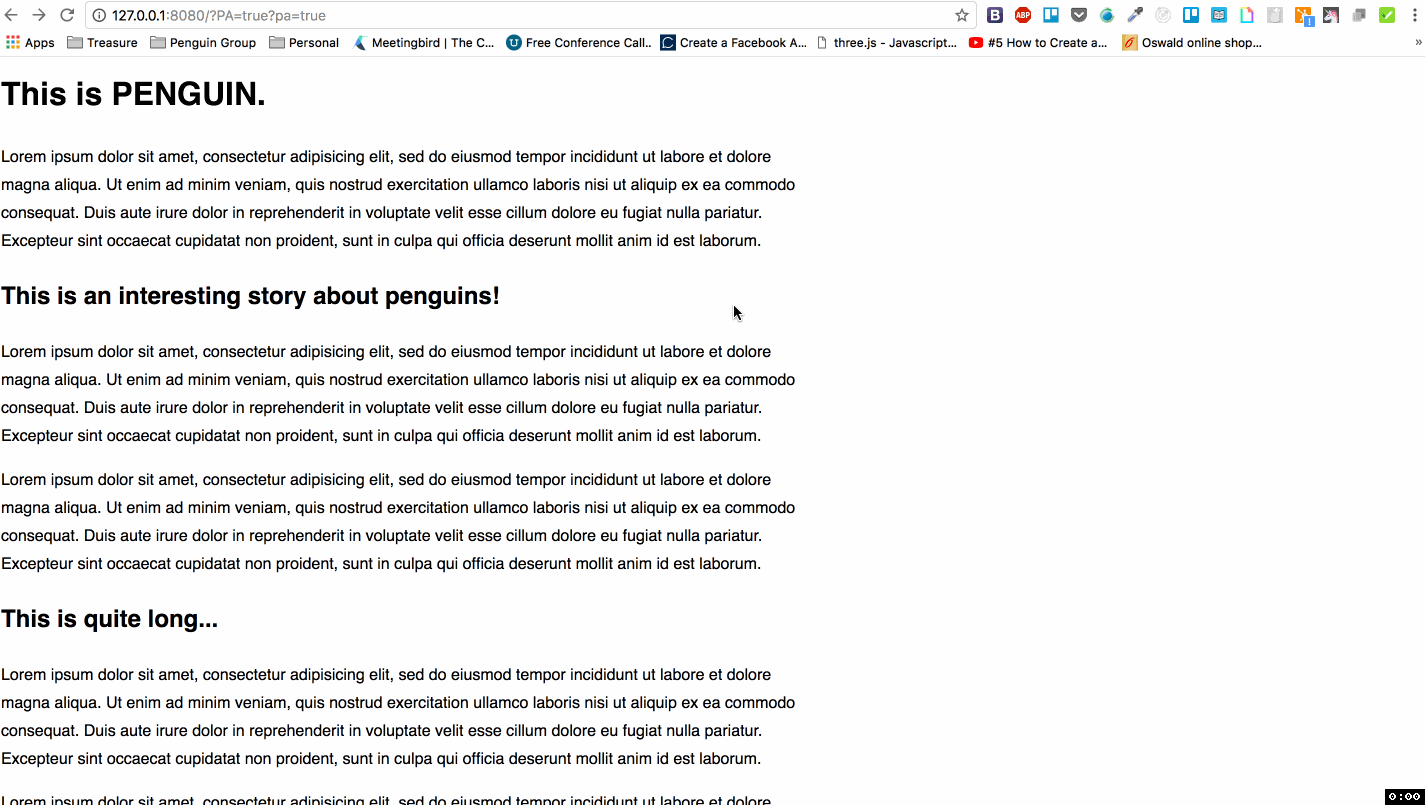 127.0.0.1:8080/?PA=true?pa=true
B ABP 1
Apps Treasure Penguin Group Personal Meetingbird | The C... Free Conference Call.. Create a Facebook A... three.js - Javascript... #5 How to Create a... Oswald online shop... »
This is PENGUIN.
Lorem ipsum dolor sit amet, consectetur adipisicing elit, sed do eiusmod tempor incididunt ut labore et dolore
magna aliqua. Ut enim ad minim veniam, quis nostrud exercitation ullamco laboris nisi ut aliquip ex ea commodo
consequat. Duis aute irure dolor in reprehenderit in voluptate velit esse cillum dolore eu fugiat nulla pariatur.
Excepteur sint occaecat cupidatat non proident, sunt in culpa qui officia deserunt mollit anim id est laborum.
This is an interesting story about penguins!
Lorem ipsum dolor sit amet, consectetur adipisicing elit, sed do eiusmod tempor incididunt ut labore et dolore
magna aliqua. Ut enim ad minim veniam, quis nostrud exercitation ullamco laboris nisi ut aliquip ex ea commodo
consequat. Duis aute irure dolor in reprehenderit in voluptate velit esse cillum dolore eu fugiat nulla pariatur.
Excepteur sint occaecat cupidatat non proident, sunt in culpa qui officia deserunt mollit anim id est laborum.
Lorem ipsum dolor sit amet, consectetur adipisicing elit, sed do eiusmod tempor incididunt ut labore et dolore
magna aliqua. Ut enim ad minim veniam, quis nostrud exercitation ullamco laboris nisi ut aliquip ex ea commodo
consequat. Duis aute irure dolor in reprehenderit in voluptate velit esse cillum dolore eu fugiat nulla pariatur.
Excepteur sint occaecat cupidatat non proident, sunt in culpa qui officia deserunt mollit anim id est laborum.
This is quite long...
Lorem ipsum dolor sit amet, consectetur adipisicing elit, sed do eiusmod tempor incididunt ut labore et dolore
magna aliqua. Ut enim ad minim veniam, quis nostrud exercitation ullamco laboris nisi ut aliquip ex ea commodo
consequat. Duis aute irure dolor in reprehenderit in voluptate velit esse cillum dolore eu fugiat nulla pariatur.
Excepteur sint occaecat cupidatat non proident, sunt in culpa qui officia deserunt mollit anim id est laborum.
Lorem ipsum dolor sit amet, consectetur adipisicing elit, sed do eiusmod tempor incididunt ut labore et dolore
0:00